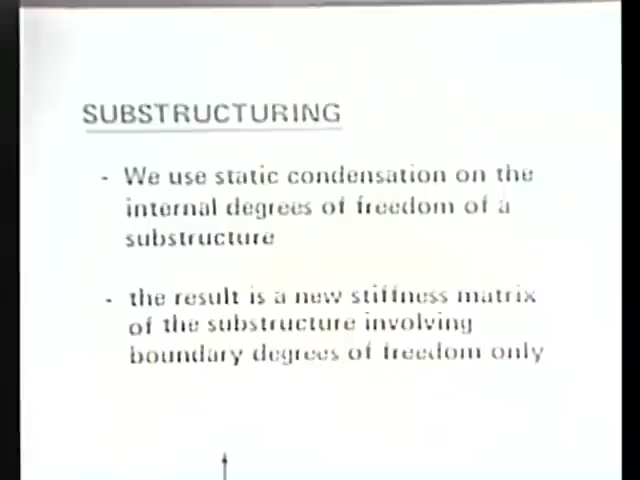 SUBSTRUCTURING
- We use static condensation on the
internal degrees of freedom of a
substructure
- the result is a new stiffness matrix
of the substructure involving
boundary degrees of freedom only